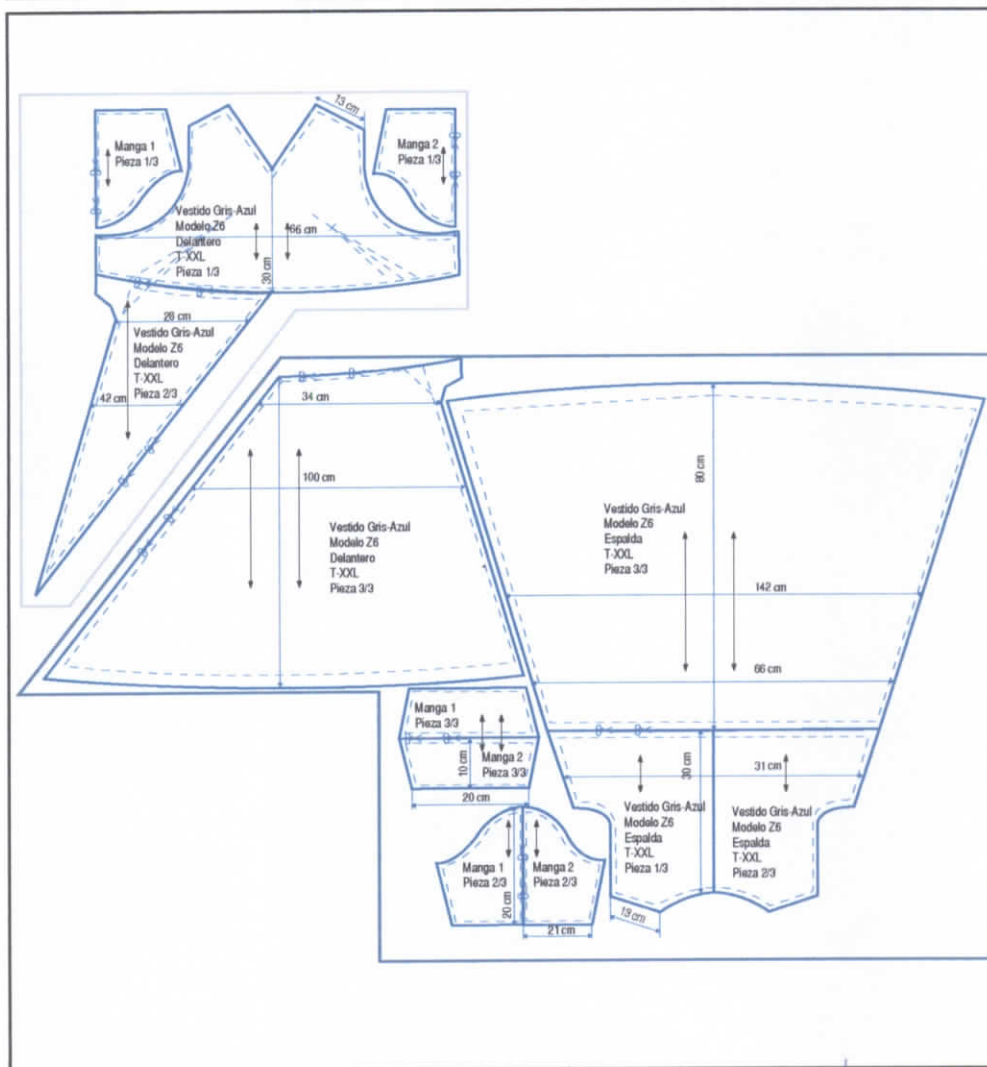 13 cm
Manga 1
Pieza 1/3
Manga 2
Pieza 1/3
Vestido Gris-Azul
Modelo Z6
Delantero
T-XXL
Pieza 1/3
66 cm
30 cm
28 cm
Vestido Gris-Azul
Modelo Z6
Delantero
T-XXL
Pieza 2/3
42 cm
34 cm
100 cm
Vestido Gris-Azul
Modelo Z6
Delantero
T-XXL
Pieza 3/3
80 cm
Vestido Gris-Azul
Modelo Z6
Espalda
T-XXL
Pieza 3/3
142 cm
66 cm
Manga 1
Pieza 3/3
Manga 2
Pieza 3/3
10 cm
20 cm
30 cm
31 cm
Vestido Gris-Azul
Modelo Z6
Espalda
T-XXL
Pieza 1/3
Vestido Gris-Azul
Modelo Z6
Espalda
T-XXL
Pieza 2/3
13 cm
Manga 1
Pieza 2/3
Manga 2
Pieza 2/3
20 cm
21 cm